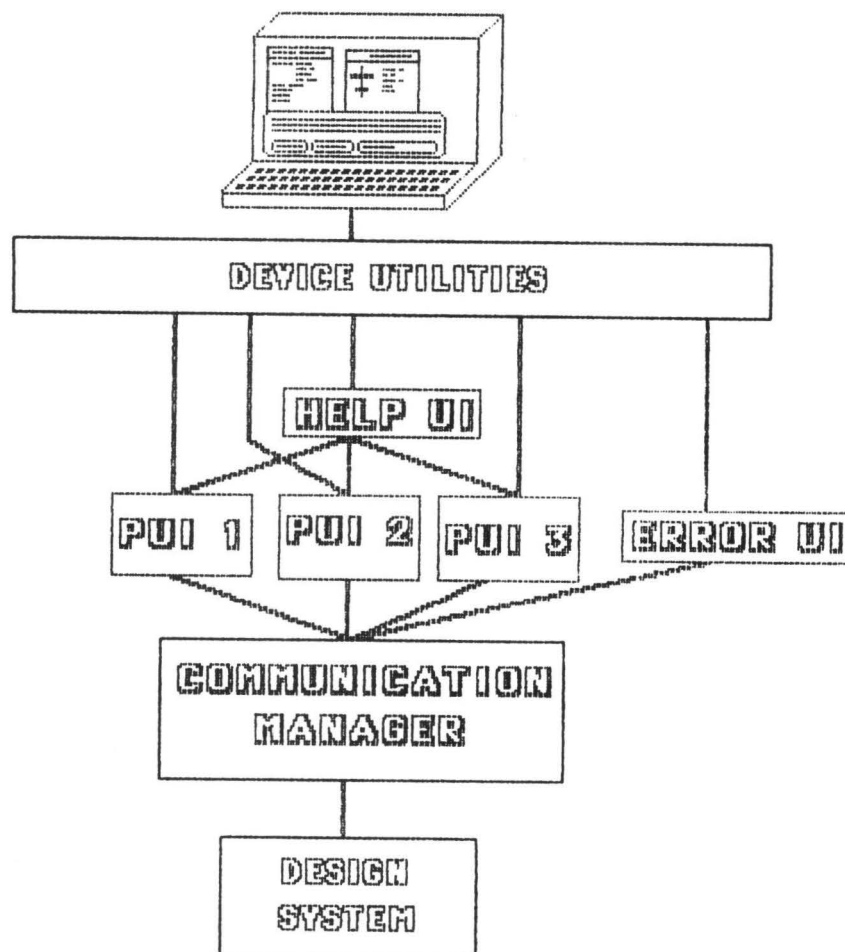 DEVICE UTILITIES
HELP UI
PUI 1
PUI 2
PUI 3
ERROR UI
COMMUNICATION
MANAGER
DESIGN
SYSTEM